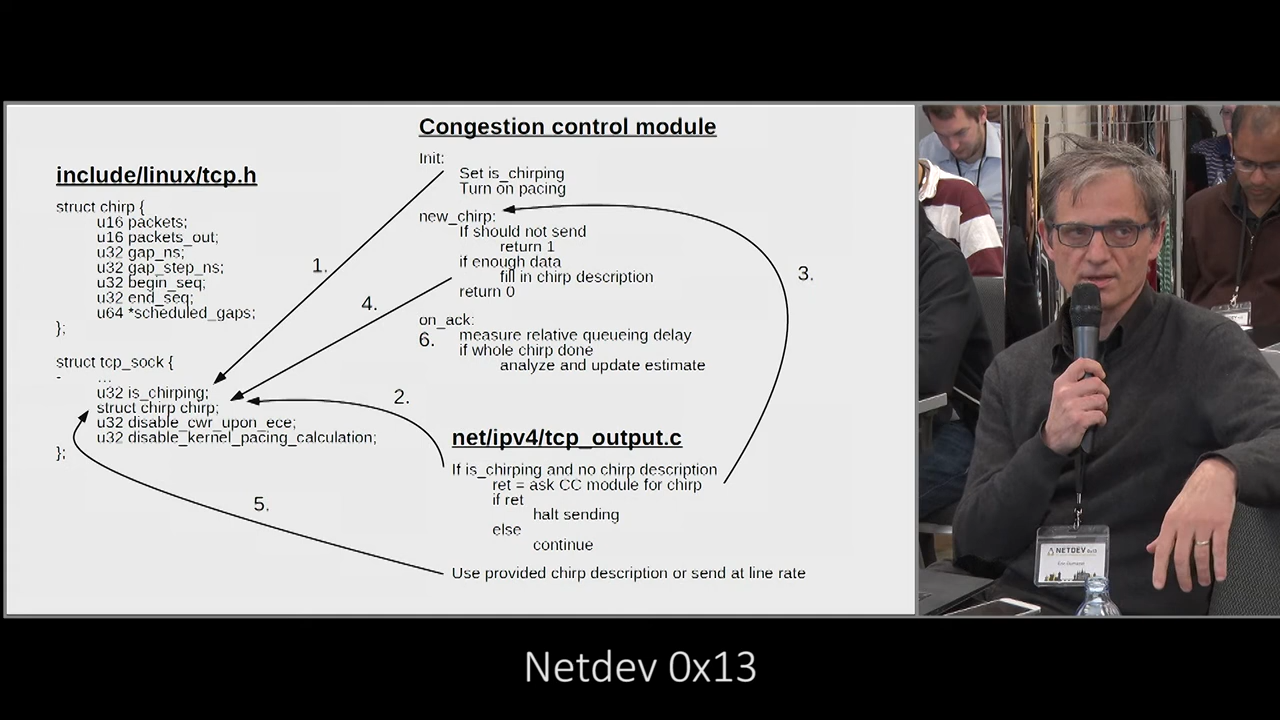 Congestion control module
Init:
Set is_chirping
Turn on pacing
new_chirp:
If should not send
return 1
if enough data
fill in chirp description
return 0
on_ack:
6. measure relative queueing delay
if whole chirp done
analyze and update estimate
include/linux/tcp.h
struct chirp {
u16 packets;
u16 packets_out;
u32 gap_ns;
u32 gap_step_ns;
u32 begin_seq;
u32 end_seq;
u64 *scheduled_gaps;
};
struct tcp_sock {
- ...
u32 is_chirping;
struct chirp chirp;
u32 disable_cwr_upon_ece;
u32 disable_kernel_pacing_calculation;
};
1.
4.
2.
3.
5.
net/ipv4/tcp_output.c
If is_chirping and no chirp description
ret = ask CC module for chirp
if ret
halt sending
else
continue
Use provided chirp description or send at line rate
NETDEV 0x13
Netdev 0x13